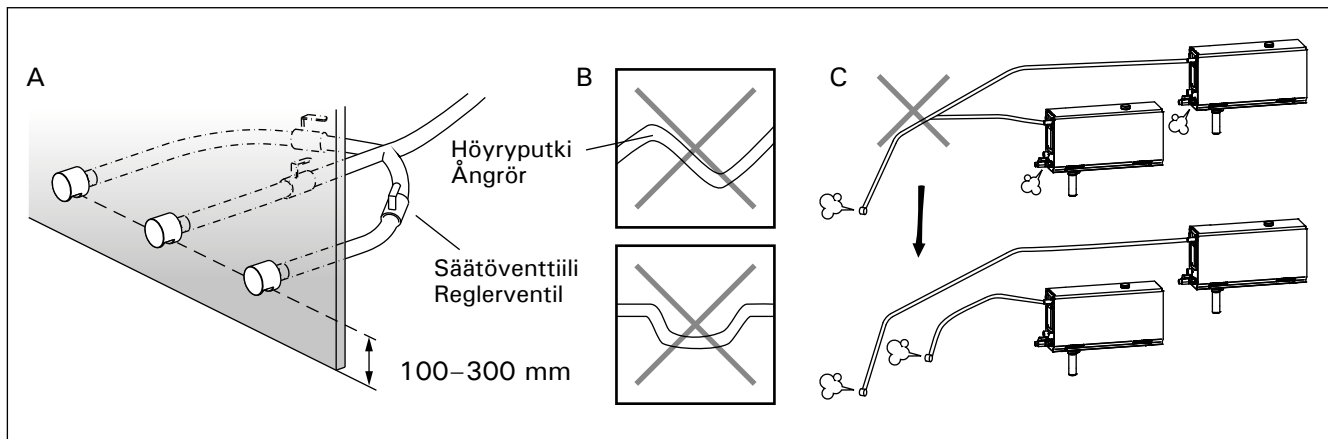 A
B
C
Höyryputki
Ångrör
Säätöventtiili
Reglerventil
100–300 mm